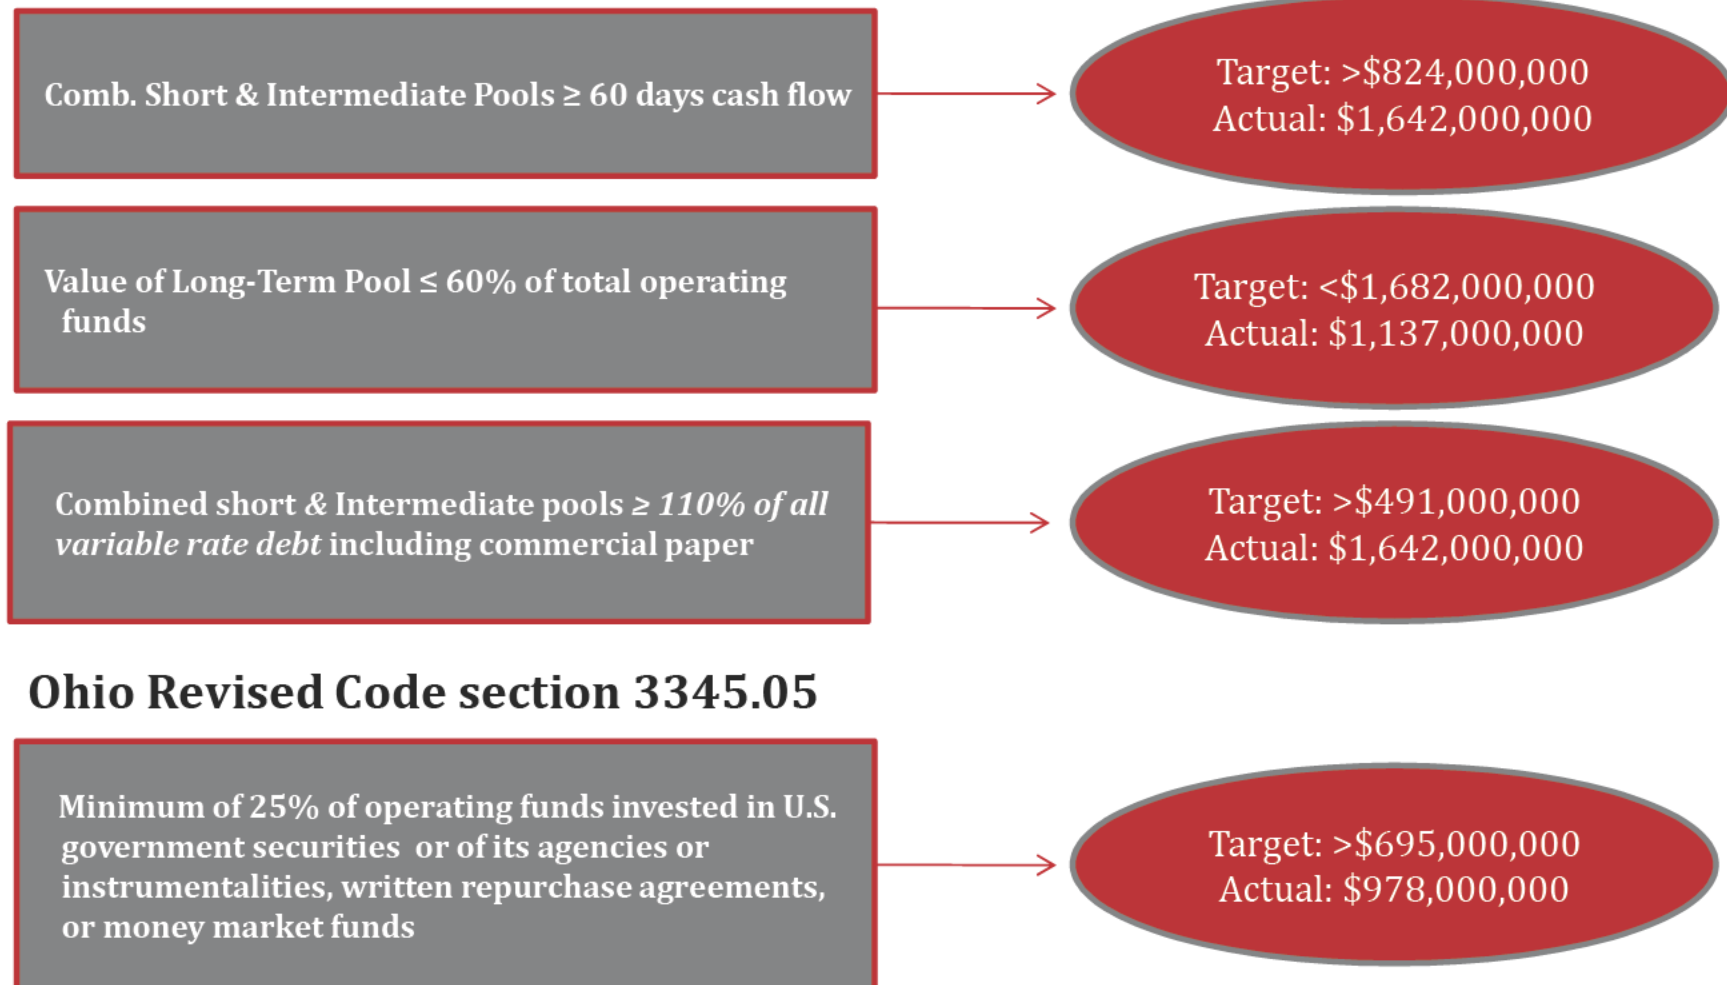 Comb. Short & Intermediate Pools ≥ 60 days cash flow
Target: >$824,000,000
Actual: $1,642,000,000
Value of Long-Term Pool ≤ 60% of total operating
funds
Target: <$1,682,000,000
Actual: $1,137,000,000
Combined short & Intermediate pools ≥ 110% of all
variable rate debt including commercial paper
Target: >$491,000,000
Actual: $1,642,000,000
Ohio Revised Code section 3345.05
Minimum of 25% of operating funds invested in U.S.
government securities or of its agencies or
instrumentalities, written repurchase agreements,
or money market funds
Target: >$695,000,000
Actual: $978,000,000